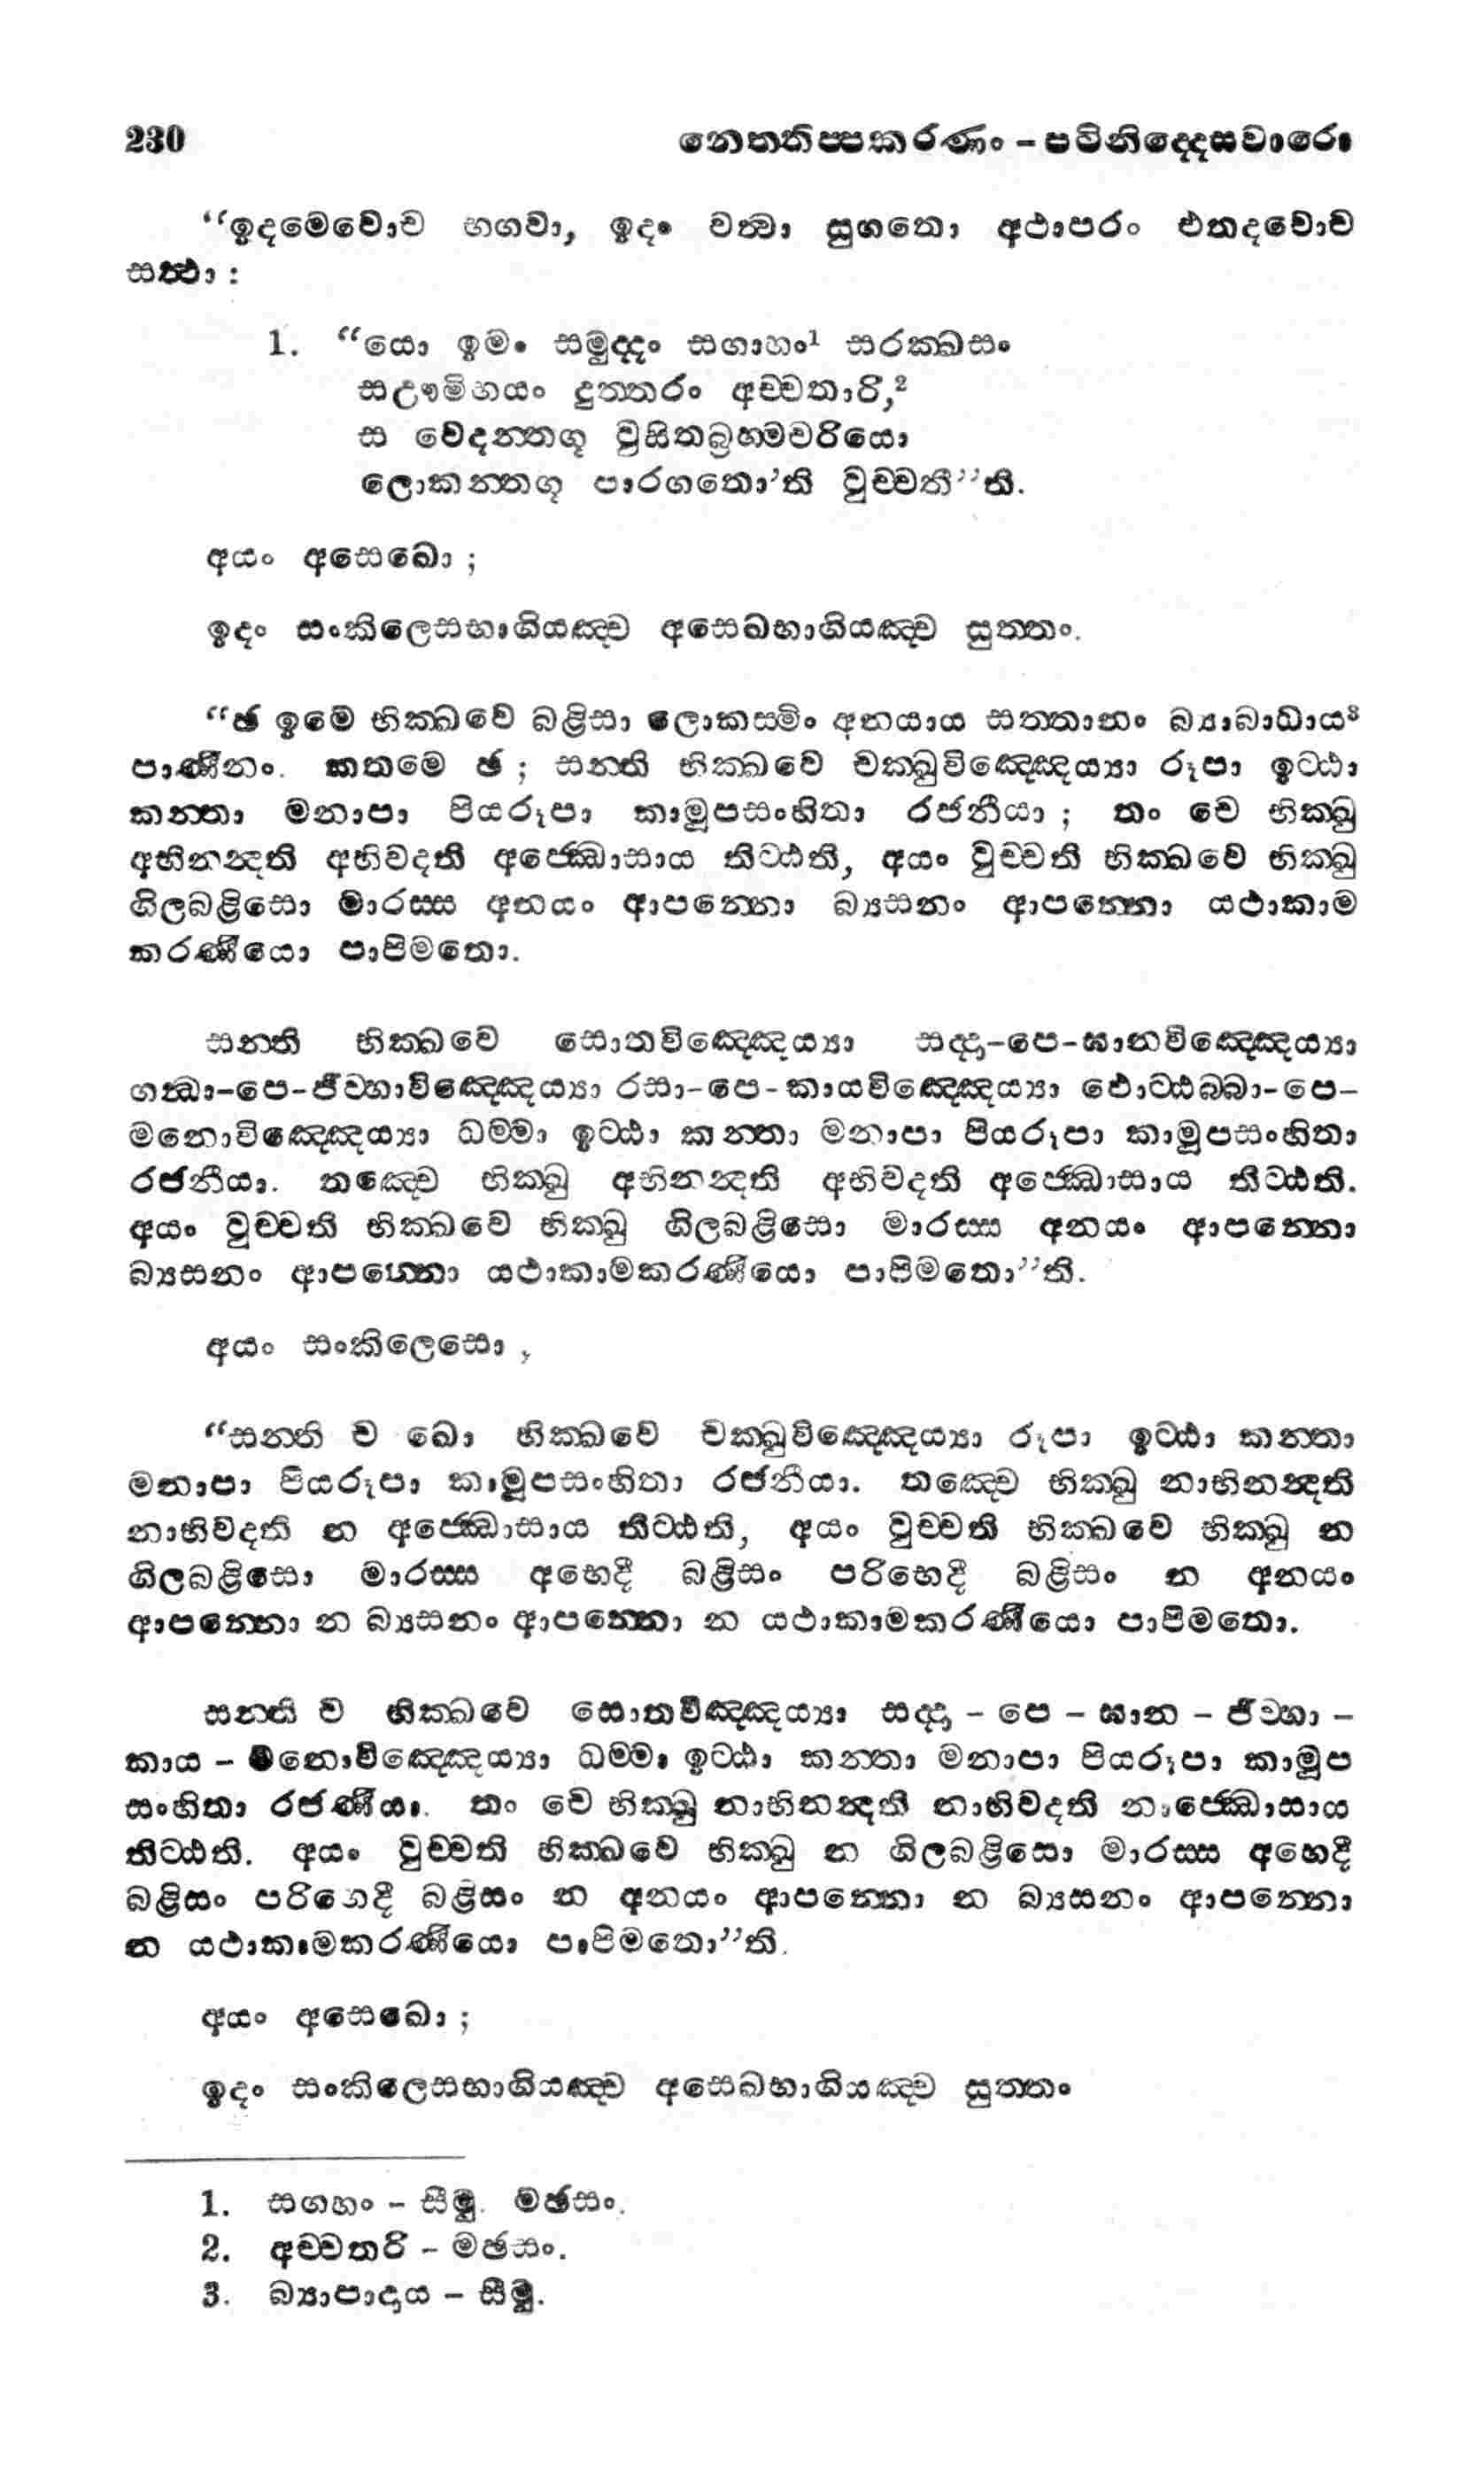 230 නෙත්තිප්පකරණං - පටිනිද්දෙසවාරො
“ඉදමෙවොච භගවා, ඉදං වත්වා සුගතො අථාපරං එතදවොච
සත්ථා :
1. “යො ඉමං සමුද්දං සගාහං¹ සරක්ඛසං
සඌමිභයං දුත්තරං අච්චතාරි,²
ස වෙදන්තගූ වුසිතබ්‍රහ්මචරියො
ලොකන්තගූ පාරගතො’ති වුච්චතී”ති.
අයං අසෙඛො ;
ඉදං සංකිලෙසභාගියඤ්ච අසෙඛභාගියඤ්ච සුත්තං.
“ඡ ඉමෙ භික්ඛවෙ බළිසා ලොකස්මිං අනයාය සත්තානං බ්‍යාබාධාය³
පාණීනං. කතමෙ ඡ ; සන්ති භික්ඛවෙ චක්ඛුවිඤ්ඤෙය්‍යා රූපා ඉට්ඨා
කන්තා මනාපා පියරූපා කාමූපසංහිතා රජනීයා ; තං චෙ භික්ඛු
අභිනන්දති අභිවදති අජ්ඣොසාය තිට්ඨති, අයං වුච්චති භික්ඛවෙ භික්ඛු
ගිලබළිසො මාරස්ස අනයං ආපන්නො බ්‍යසනං ආපන්නො යථාකාම
කරණීයො පාපිමතො.
සන්ති භික්ඛවෙ සොතවිඤ්ඤෙය්‍යා සද්දා-පෙ-ඝානවිඤ්ඤෙය්‍යා
ගන්ධා-පෙ-ජිව්හාවිඤ්ඤෙය්‍යා රසා-පෙ-කායවිඤ්ඤෙය්‍යා ඵොට්ඨබ්බා-පෙ-
මනොවිඤ්ඤෙය්‍යා ධම්මා ඉට්ඨා කන්තා මනාපා පියරූපා කාමූපසංහිතා
රජනීයා. තඤ්චෙ භික්ඛු අභිනන්දති අභිවදති අජ්ඣොසාය තිට්ඨති.
අයං වුච්චති භික්ඛවෙ භික්ඛු ගිලබළිසො මාරස්ස අනයං ආපන්නො
බ්‍යසනං ආපන්නො යථාකාමකරණීයො පාපිමතො”ති.
අයං සංකිලෙසො ,
“සන්ති ච ඛො භික්ඛවෙ චක්ඛුවිඤ්ඤෙය්‍යා රූපා ඉට්ඨා කන්තා
මනාපා පියරූපා කාමූපසංහිතා රජනීයා. තඤ්චෙ භික්ඛු නාභිනන්දති
නාභිවදති න අජ්ඣොසාය තිට්ඨති, අයං වුච්චති භික්ඛවෙ භික්ඛු න
ගිලබළිසො මාරස්ස අභෙදි බළිසං පරිභෙදි බළිසං න අනයං
ආපන්නො න බ්‍යසනං ආපන්නො න යථාකාමකරණීයො පාපිමතො.
සන්ති ච භික්ඛවෙ සොතවිඤ්ඤෙය්‍යා සද්දා - පෙ - ඝාන - ජිව්හා -
කාය - මනොවිඤ්ඤෙය්‍යා ධම්මා ඉට්ඨා කන්තා මනාපා පියරූපා කාමූප
සංහිතා රජණීයා. තං චෙ භික්ඛු නාභිනන්දති නාභිවදති නාජ්ඣොසාය
තිට්ඨති. අයං වුච්චති භික්ඛවෙ භික්ඛු න ගිලබළිසො මාරස්ස අභෙදි
බළිසං පරිභෙදි බළිසං න අනයං ආපන්නො න බ්‍යසනං ආපන්නො
න යථාකාමකරණීයො පාපිමතො”ති.
අයං අසෙඛො ;
ඉදං සංකිලෙසභාගියඤ්ච අසෙඛභාගියඤ්ච සුත්තං
1. සගහං - සීමු. මඡසං.
2. අච්චතරි - මඡසං.
3. බ්‍යාපාදාය - සීමු.